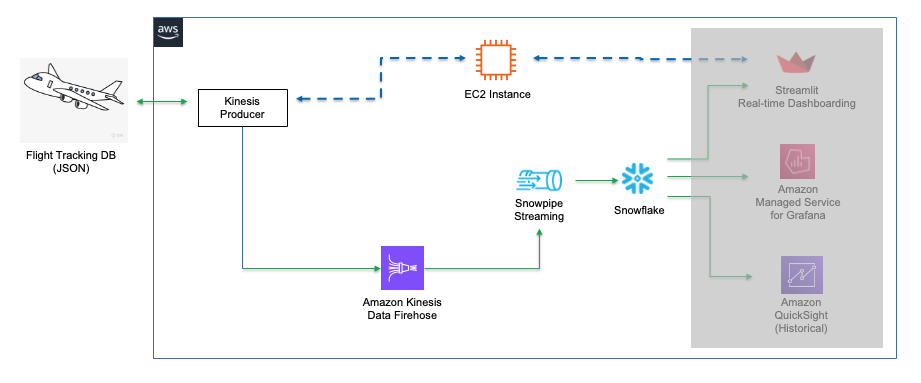 aws
Kinesis
Producer
EC2 Instance
Streamlit
Real-time Dashboarding
Flight Tracking DB
(JSON)
Snowpipe
Streaming
Snowflake
Amazon
Managed Service
for Grafana
Amazon Kinesis
Data Firehose
Amazon
QuickSight
(Historical)